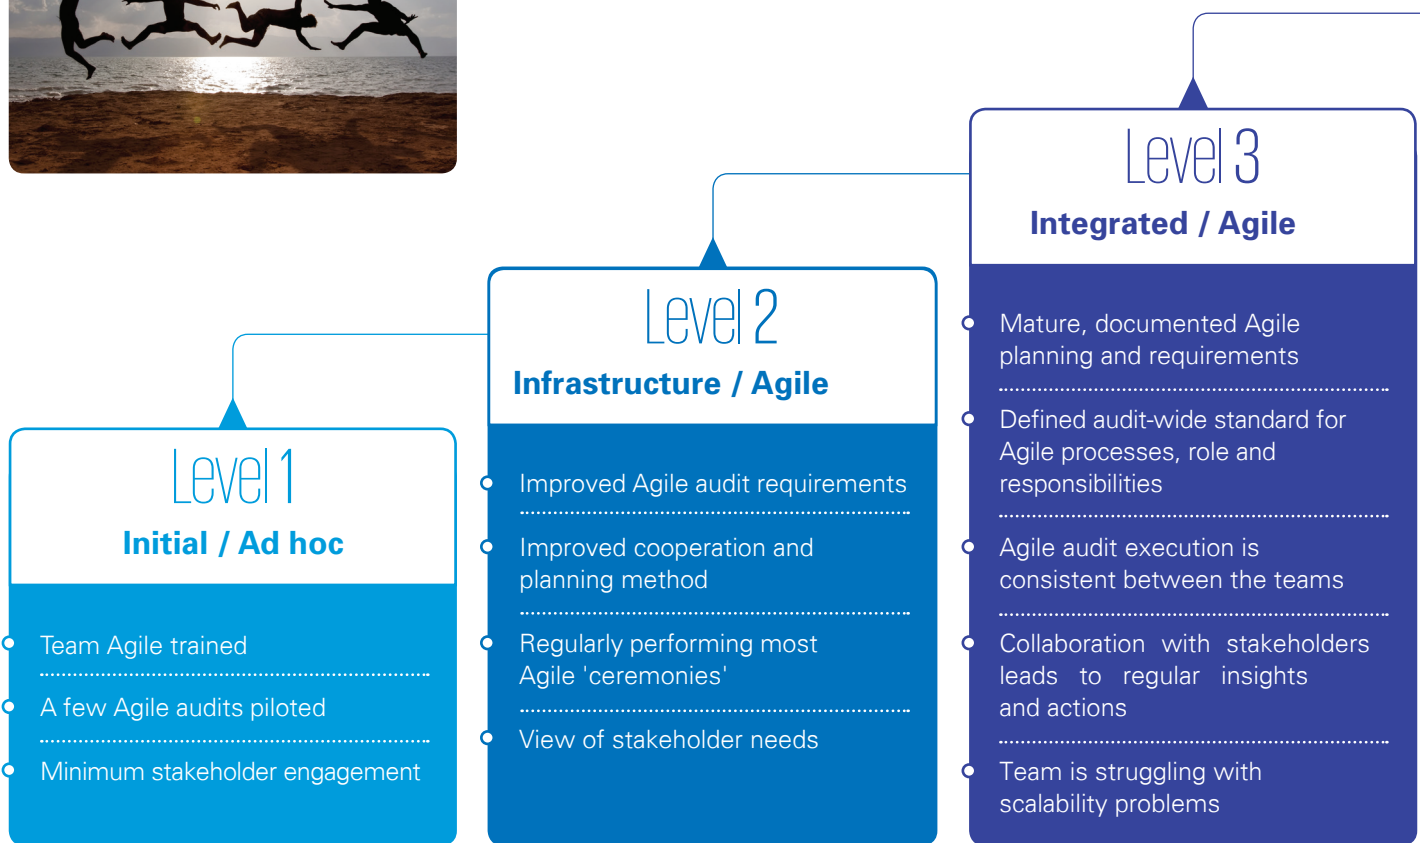 Level 1
Initial / Ad hoc
Team Agile trained
A few Agile audits piloted
Minimum stakeholder engagement
Level 2
Infrastructure / Agile
Improved Agile audit requirements
Improved cooperation and
planning method
Regularly performing most
Agile 'ceremonies'
View of stakeholder needs
Level 3
Integrated / Agile
Mature, documented Agile
planning and requirements
Defined audit-wide standard for
Agile processes, role and
responsibilities
Agile audit execution is
consistent between the teams
Collaboration with stakeholders
leads to regular insights
and actions
Team is struggling with
scalability problems